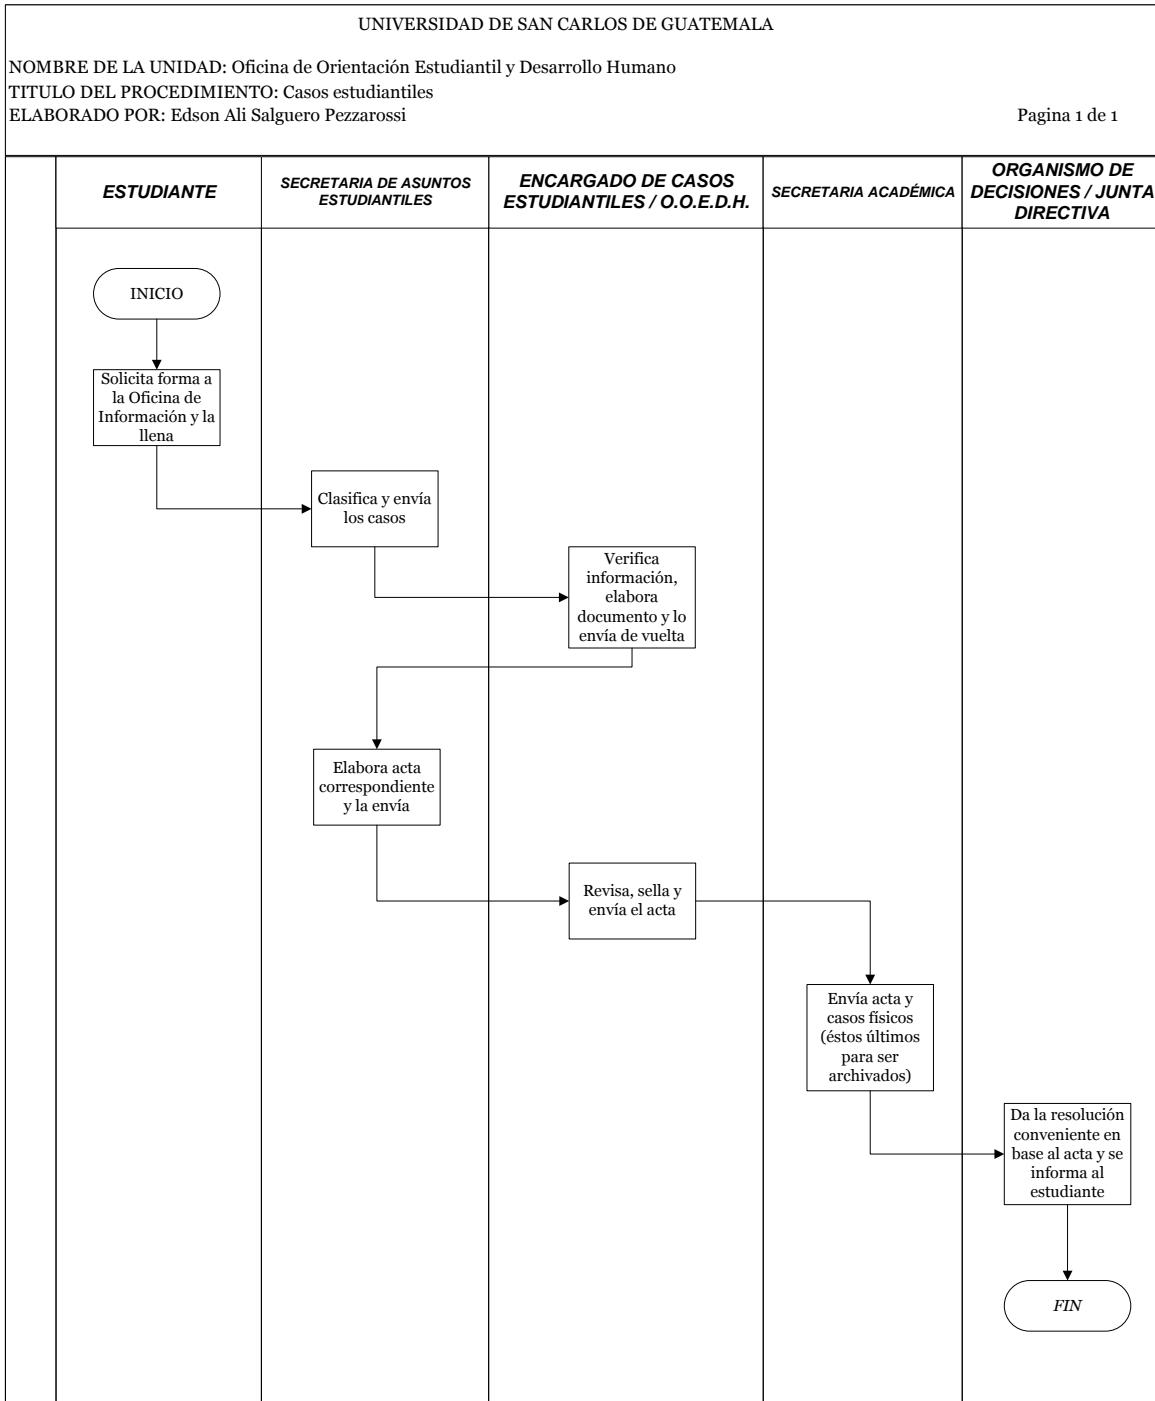 UNIVERSIDAD DE SAN CARLOS DE GUATEMALA
NOMBRE DE LA UNIDAD: Oficina de Orientación Estudiantil y Desarrollo Humano
TITULO DEL PROCEDIMIENTO: Casos estudiantiles
ELABORADO POR: Edson Ali Salguero Pezzarossi
Pagina 1 de 1
ESTUDIANTE
SECRETARIA DE ASUNTOS
ESTUDIANTILES
ENCARGADO DE CASOS
ESTUDIANTILES / O.O.E.D.H.
SECRETARIA ACADÉMICA
ORGANISMO DE
DECISIONES / JUNTA
DIRECTIVA
INICIO
Solicita forma a
la Oficina de
Información y la
llena
Clasifica y envía
los casos
Verifica
información,
elabora
documento y lo
envía de vuelta
Elabora acta
correspondiente
y la envía
Revisa, sella y
envía el acta
Envía acta y
casos físicos
(éstos últimos
para ser
archivados)
Da la resolución
conveniente en
base al acta y se
informa al
estudiante
FIN